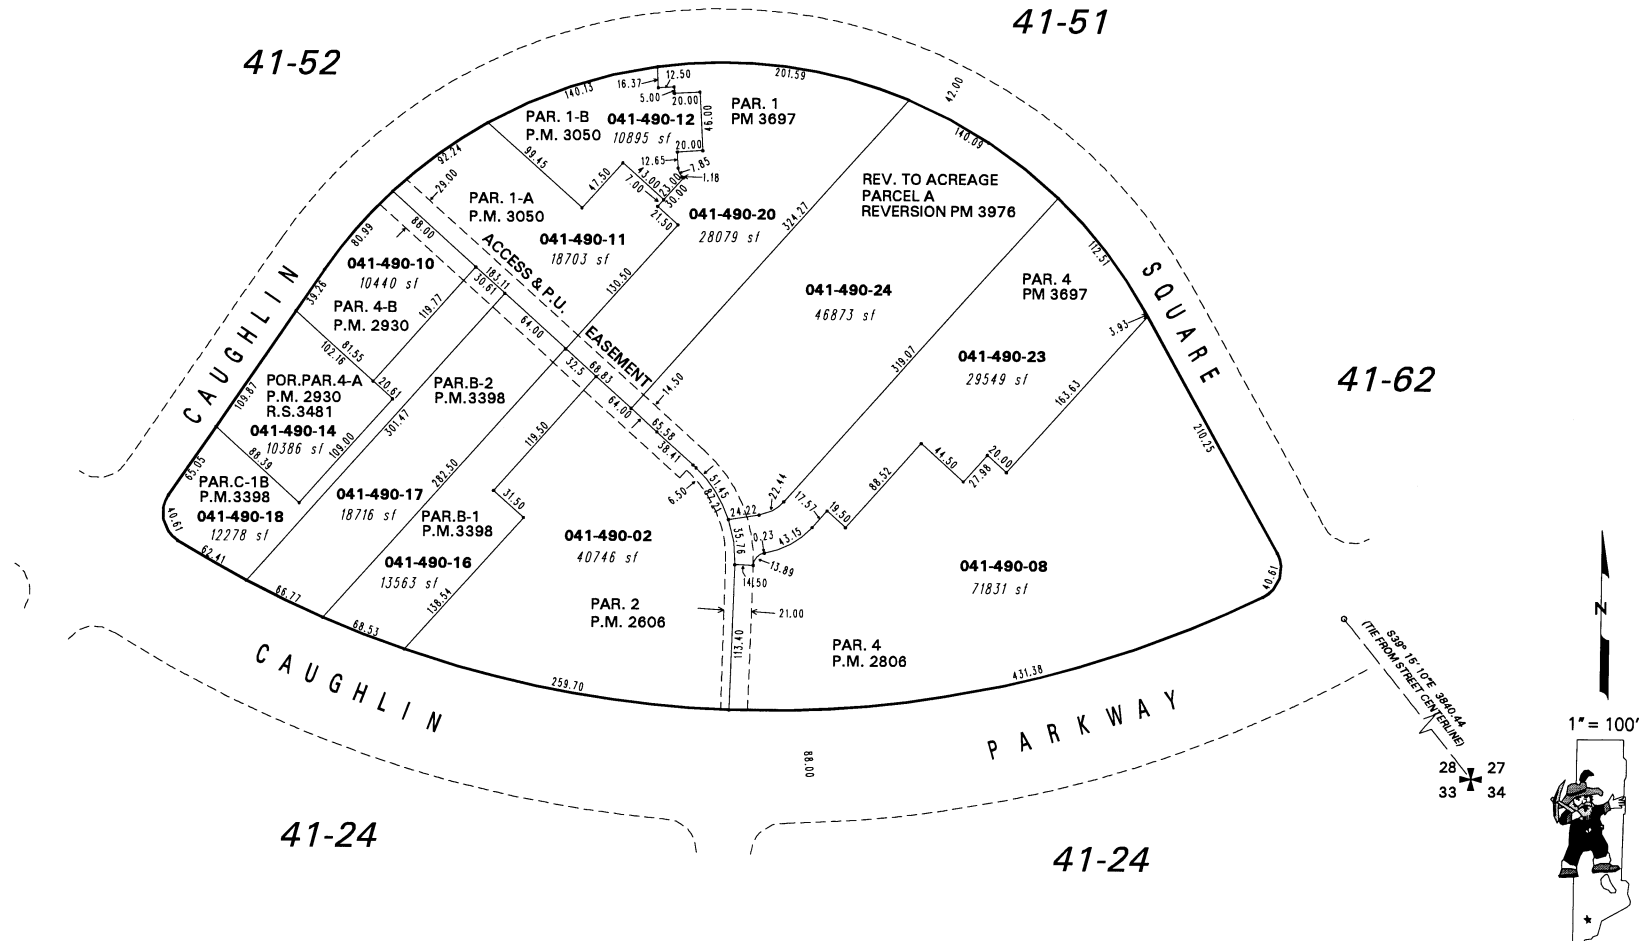 41-51
41-52
42.00
201.59
140.13
16.37
12.50
5.00
20.00
46.00
PAR. 1
PM 3697
PAR. 1-B
P.M. 3050
041-490-12
10895 sf
140.09
92.24
99.45
20.00
12.65
7.85
1.18
43.00
7.00
23.00
30.00
47.50
29.00
REV. TO ACREAGE
PARCEL A
REVERSION PM 3976
PAR. 1-A
P.M. 3050
041-490-20
28079 sf
324.27
21.50
88.00
80.99
041-490-11
18703 sf
ACCESS & P.U. EASEMENT
112.51
041-490-10
10440 sf
183.11
30.61
130.50
PAR. 4
PM 3697
041-490-24
46873 sf
39.26
PAR. 4-B
P.M. 2930
119.77
64.00
3.93
SQUARE
CAUGHLIN
81.55
102.16
32.5
68.83
319.07
041-490-23
29549 sf
41-62
POR.PAR.4-A
P.M. 2930
R.S.3481
20.61
PAR.B-2
P.M.3398
14.50
64.00
163.63
109.87
041-490-14
10386 sf
109.00
301.47
119.50
65.58
38.41
210.25
88.39
65.05
44.50
20.00
27.98
88.52
PAR.C-1B
P.M.3398
282.50
51.45
82.21
6.50
22.44
17.57
19.50
041-490-17
18716 sf
31.50
24.22
40.61
041-490-18
12278 sf
PAR.B-1
P.M.3398
041-490-02
40746 sf
35.76
0.23
43.15
13.89
62.41
041-490-16
13563 sf
14.50
041-490-08
71831 sf
40.61
66.77
138.54
PAR. 2
P.M. 2606
21.00
68.53
113.40
PAR. 4
P.M. 2806
N
S39° 16' 10"E 3840.44
(TIE FROM STREET CENTERLINE)
259.70
431.38
CAUGHLIN
PARKWAY
1" = 100'
88.00
28
27
33
34
41-24
41-24